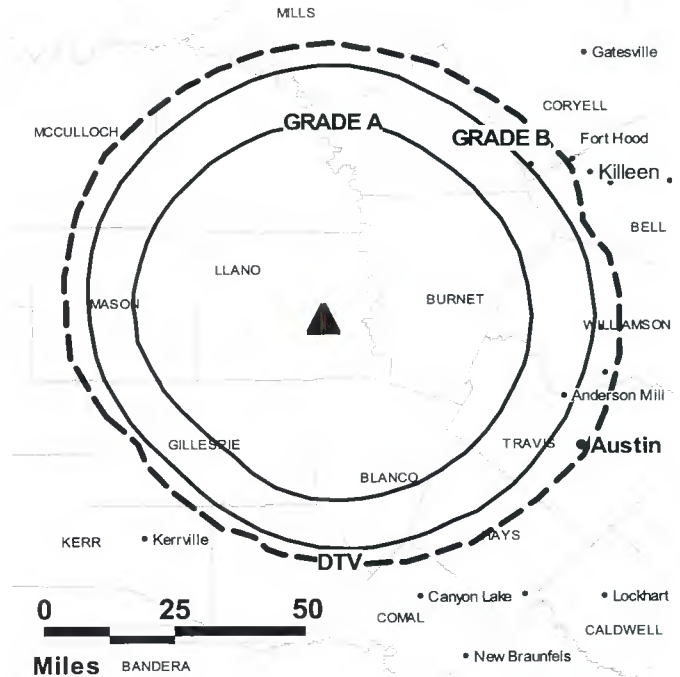 MILLS
Gatesville
CORYELL
GRADE A
GRADE B
MCCULLOCH
Fort Hood
Killeen
BELL
LLANO
MASON
BURNET
WILLIAMSON
Anderson Mill
GILLESPIE
TRAVIS
Austin
BLANCO
HAYS
KERR
Kerrville
DTV
Canyon Lake
Lockhart
0 25 50
COMAL
CALDWELL
Miles
BANDERA
New Braunfels